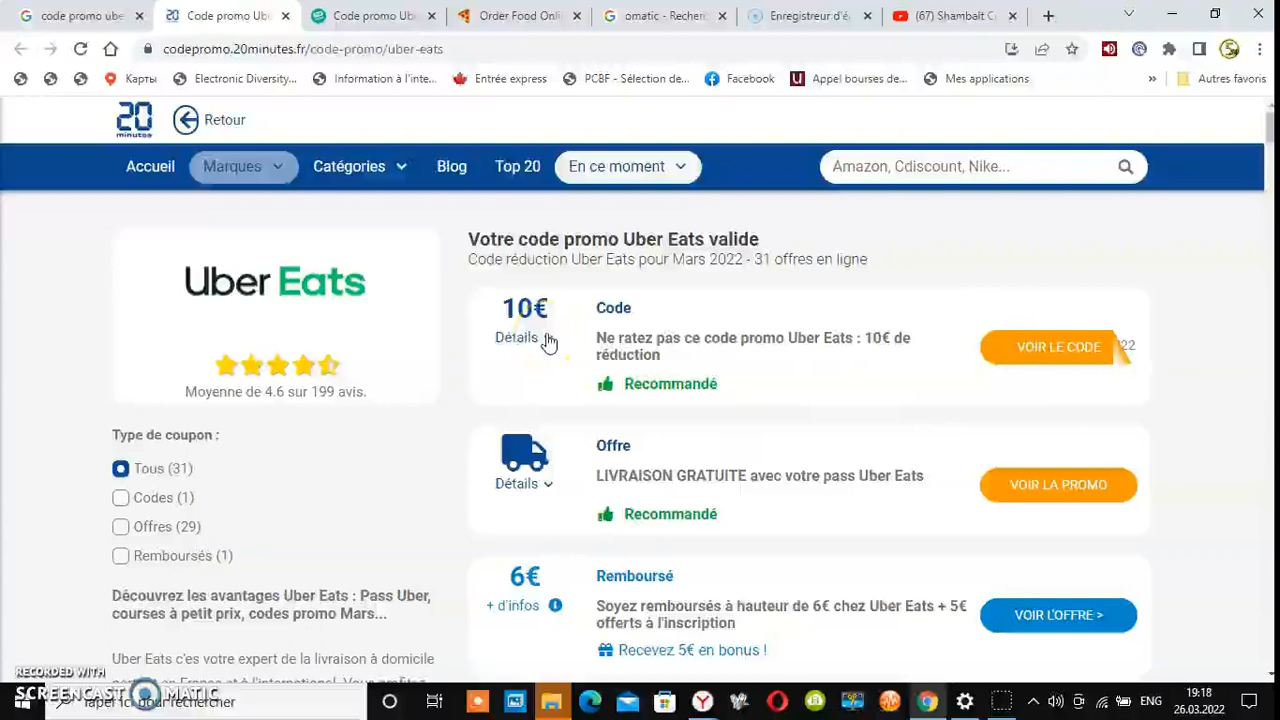 code promo uber e
Code promo Ube
Code promo Ube
Order Food Onli
omatic - Recherc
Enregistreur d'é
(67) Shambalt C
codepromo.20minutes.fr/code-promo/uber-eats
Карты
Electronic Diversity...
Information à l'inte...
Entrée express
PCBF - Sélection de...
Facebook
Appel bourses de...
Mes applications
»
Autres favoris
20 minutes
Retour
Accueil
Marques
Catégories
Blog
Top 20
En ce moment
Amazon, Cdiscount, Nike...
Uber Eats
Moyenne de 4.6 sur 199 avis.
Type de coupon :
Tous (31)
Codes (1)
Offres (29)
Remboursés (1)
Découvrez les avantages Uber Eats : Pass Uber,
courses à petit prix, codes promo Mars...
Uber Eats c'es votre expert de la livraison à domicile
Votre code promo Uber Eats valide
Code réduction Uber Eats pour Mars 2022 - 31 offres en ligne
10€
Détails
Code
Ne ratez pas ce code promo Uber Eats : 10€ de
réduction
Recommandé
VOIR LE CODE
22
Détails
Offre
LIVRAISON GRATUITE avec votre pass Uber Eats
Recommandé
VOIR LA PROMO
6€
+ d'infos
Remboursé
Soyez remboursés à hauteur de 6€ chez Uber Eats + 5€
offerts à l'inscription
Recevez 5€ en bonus !
VOIR L'OFFRE >
RECORDED WITH
SCREENCAST MATIC
Taper ici pour rechercher
ENG
19:18
26.03.2022